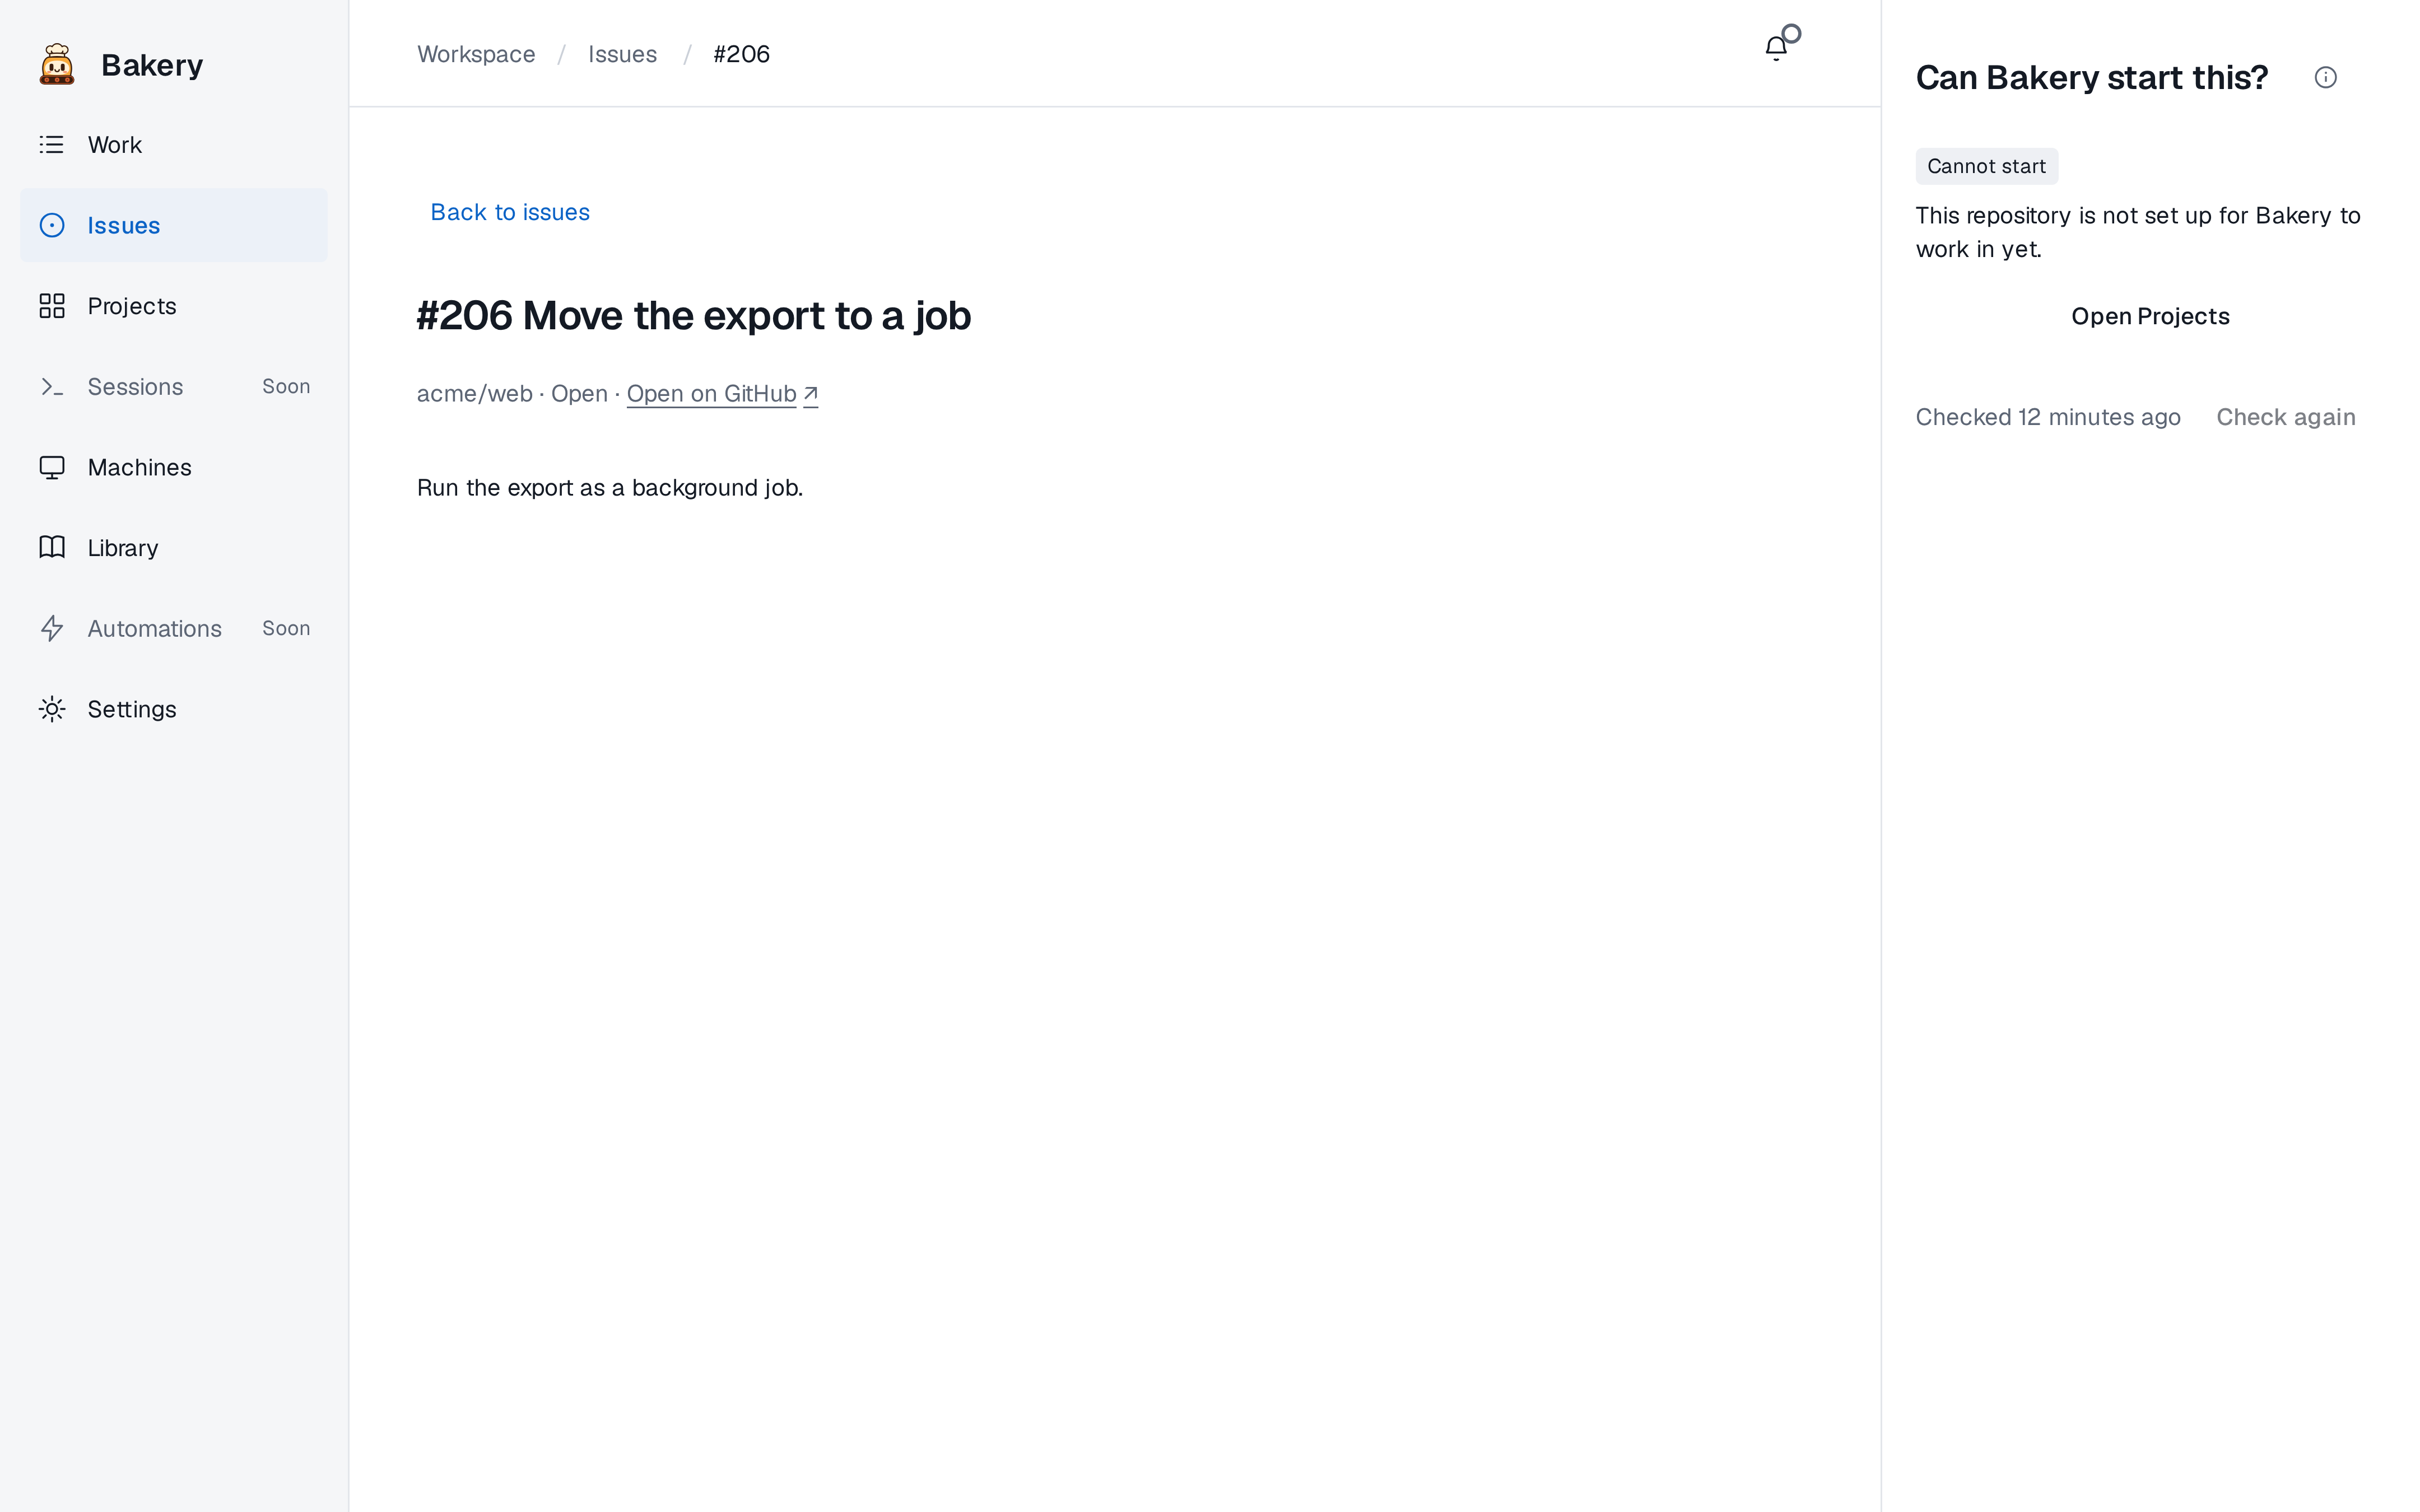 Bakery
Work
Issues
Projects
Sessions Soon
Machines
Library
Automations Soon
Settings
Workspace / Issues / #206
Back to issues
#206 Move the export to a job
acme/web · Open · Open on GitHub ↗
Run the export as a background job.
Can Bakery start this?
Cannot start
This repository is not set up for Bakery to
work in yet.
Open Projects
Checked 12 minutes ago Check again